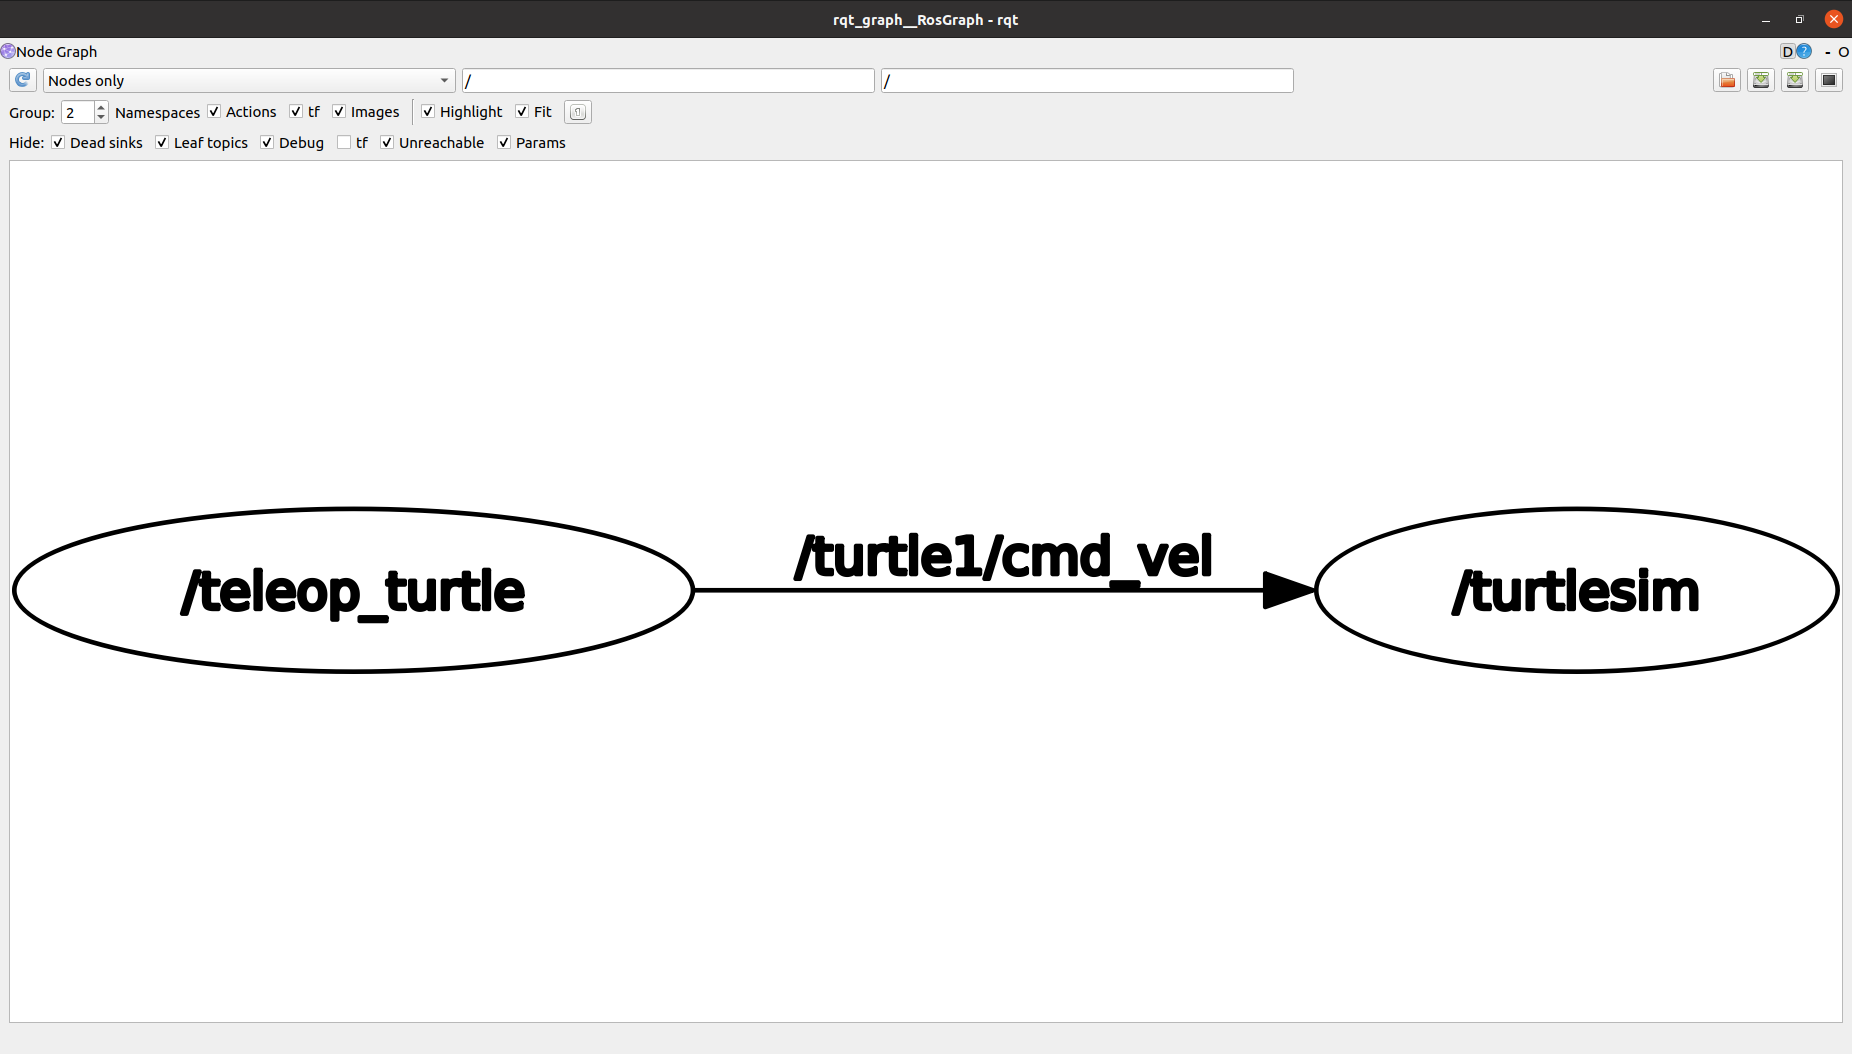 rqt_graph__RosGraph - rqt
Node Graph D ? - O
Nodes only / /
Group: 2 Namespaces Actions tf Images Highlight Fit
Hide: Dead sinks Leaf topics Debug tf Unreachable Params
/turtle1/cmd_vel
/teleop_turtle /turtlesim